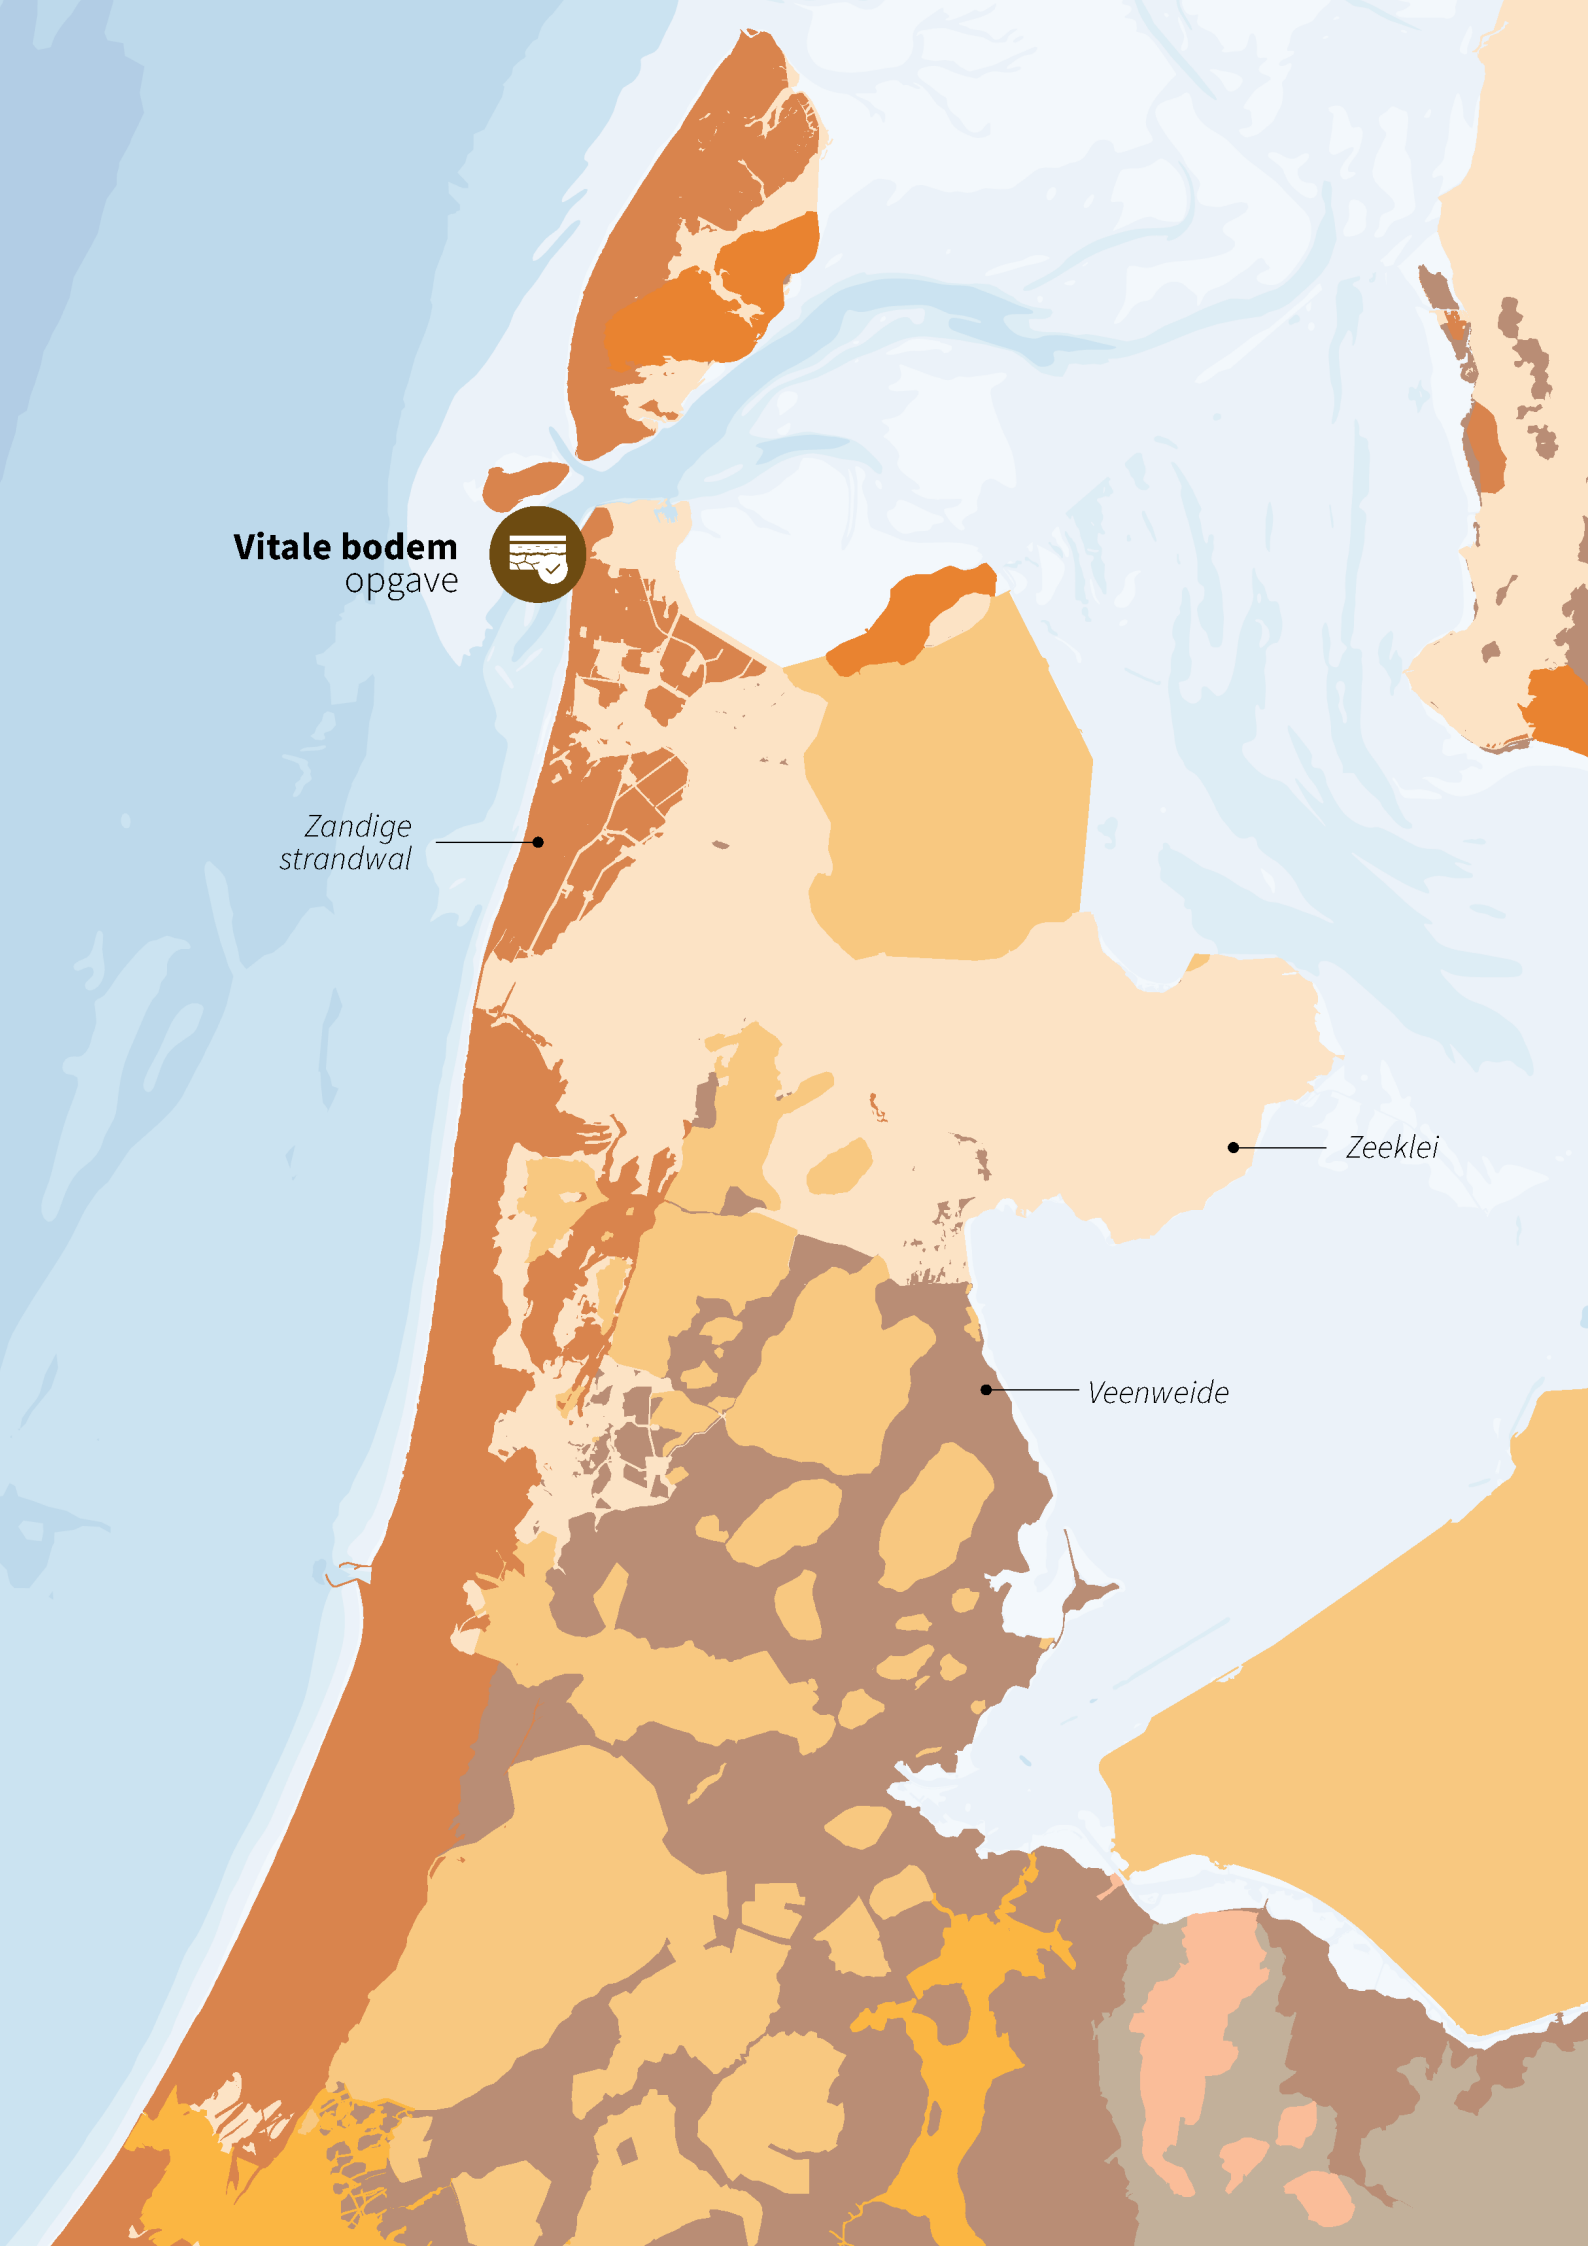 Vitale bodem
opgave
Zandige
strandwal
Zeeklei
Veenweide